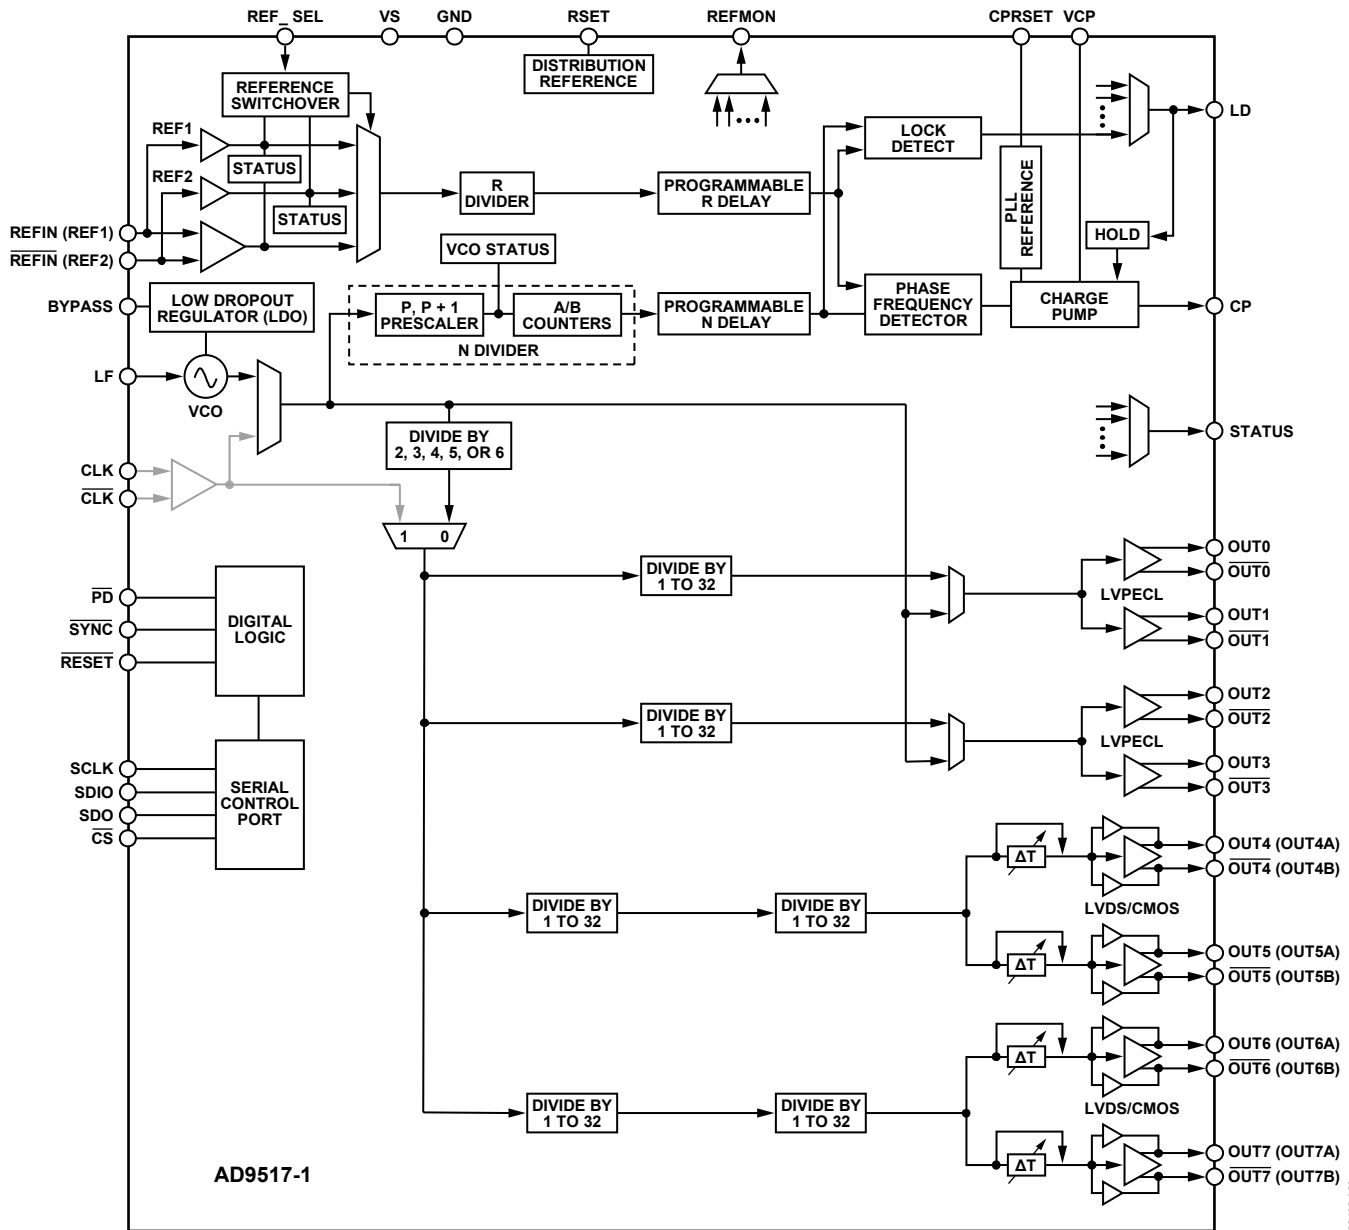 REF_ SEL
VS
GND
RSET
REFMON
CPRSET
VCP
DISTRIBUTION
REFERENCE
REFERENCE
SWITCHOVER
REF1
STATUS
REF2
STATUS
R
DIVIDER
PROGRAMMABLE
R DELAY
LOCK
DETECT
LD
PLL
REFERENCE
HOLD
REFIN (REF1)
REFIN (REF2)
VCO STATUS
BYPASS
LOW DROPOUT
REGULATOR (LDO)
P, P + 1
PRESCALER
A/B
COUNTERS
N DIVIDER
PROGRAMMABLE
N DELAY
PHASE
FREQUENCY
DETECTOR
CHARGE
PUMP
CP
LF
VCO
STATUS
DIVIDE BY
2, 3, 4, 5, OR 6
CLK
CLK
1 0
DIVIDE BY
1 TO 32
LVPECL
OUT0
OUT0
OUT1
OUT1
PD
SYNC
RESET
DIGITAL
LOGIC
DIVIDE BY
1 TO 32
LVPECL
OUT2
OUT2
OUT3
OUT3
SCLK
SDIO
SDO
CS
SERIAL
CONTROL
PORT
DIVIDE BY
1 TO 32
DIVIDE BY
1 TO 32
ΔT
ΔT
LVDS/CMOS
OUT4 (OUT4A)
OUT4 (OUT4B)
OUT5 (OUT5A)
OUT5 (OUT5B)
DIVIDE BY
1 TO 32
DIVIDE BY
1 TO 32
ΔT
ΔT
LVDS/CMOS
OUT6 (OUT6A)
OUT6 (OUT6B)
OUT7 (OUT7A)
OUT7 (OUT7B)
AD9517-1